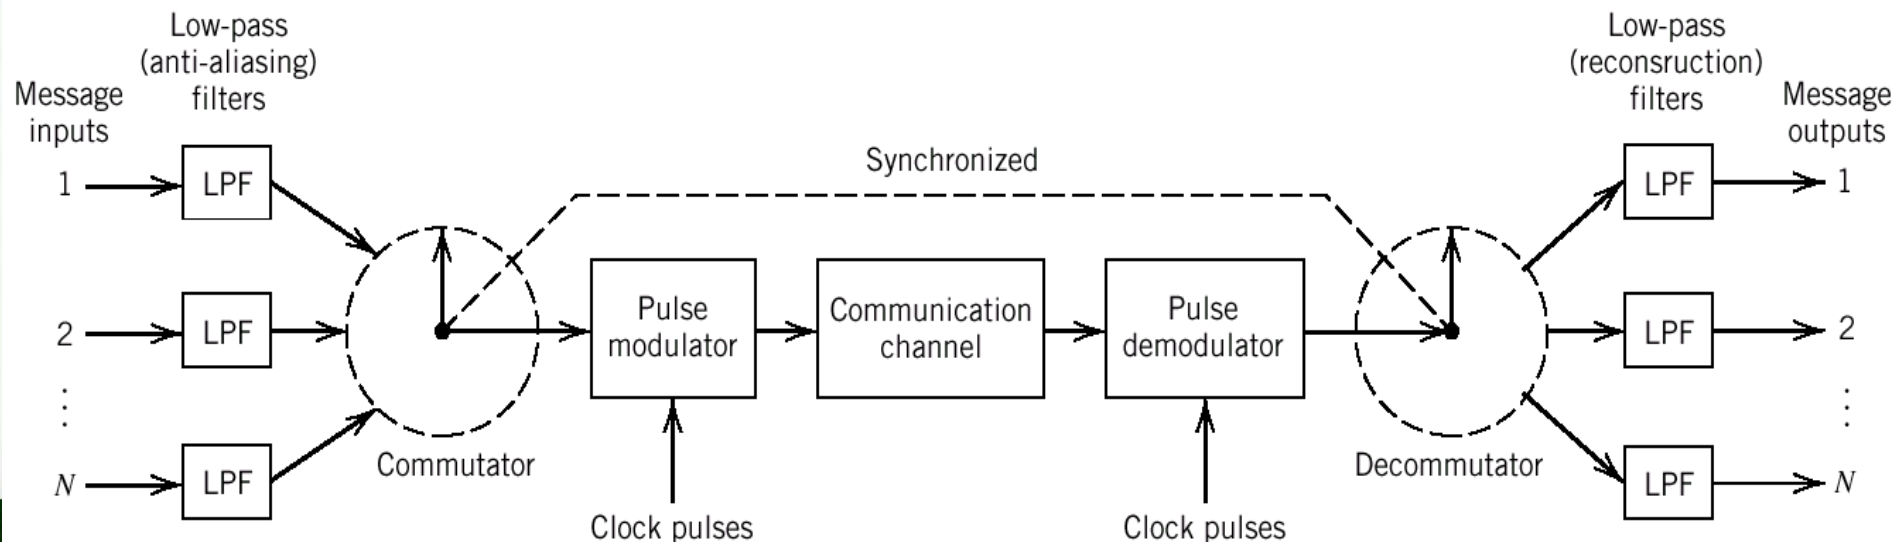 Low-pass
(anti-aliasing)
filters
Message
inputs
1
LPF
2
LPF
⋮
N
LPF
Commutator
Synchronized
Pulse
modulator
Clock pulses
Communication
channel
Pulse
demodulator
Clock pulses
Decommutator
Low-pass
(reconsruction)
filters
Message
outputs
LPF
1
LPF
2
⋮
LPF
N